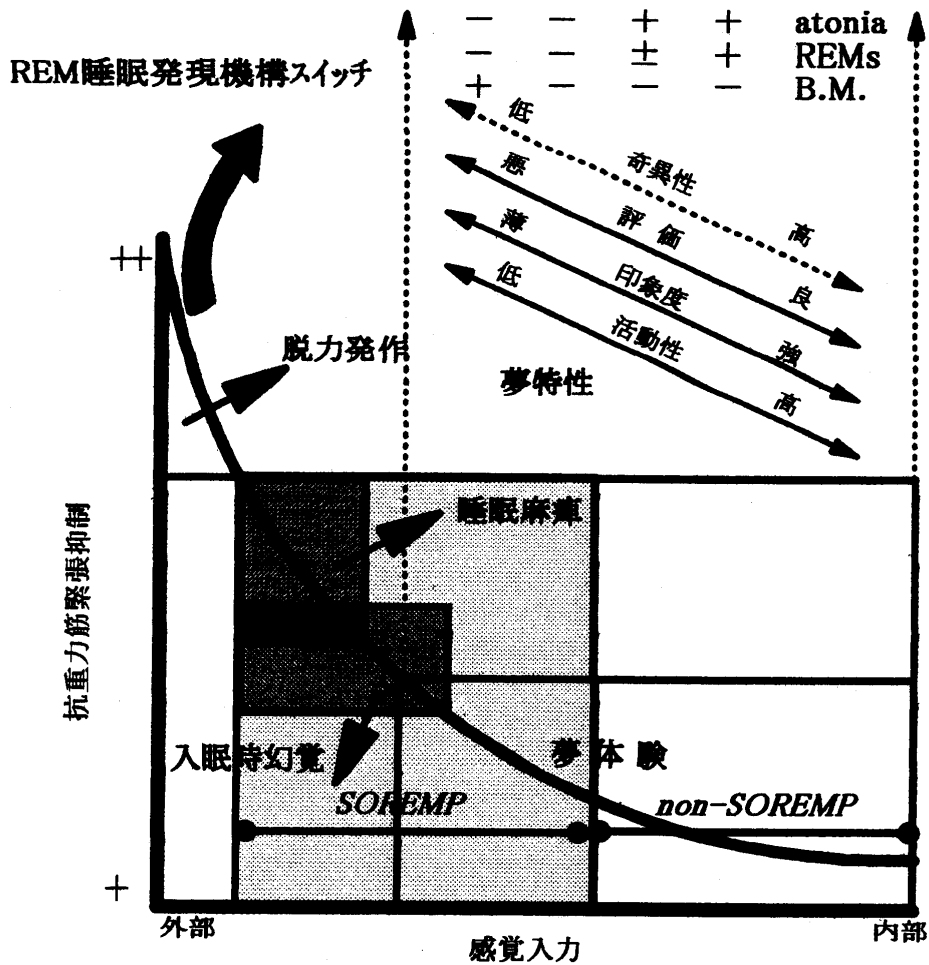 − − + + atonia
− − ± + REMs
+ − − − B.M.
REM睡眠発現機構スイッチ
低 奇異性 高
悪 評価 良
薄 印象度 強
低 活動性 高
夢特性
++
脱力発作
睡眠麻痺
抗重力筋緊張抑制
入眠時幻覚
夢体験
SOREMP
non-SOREMP
+
外部
内部
感覚入力